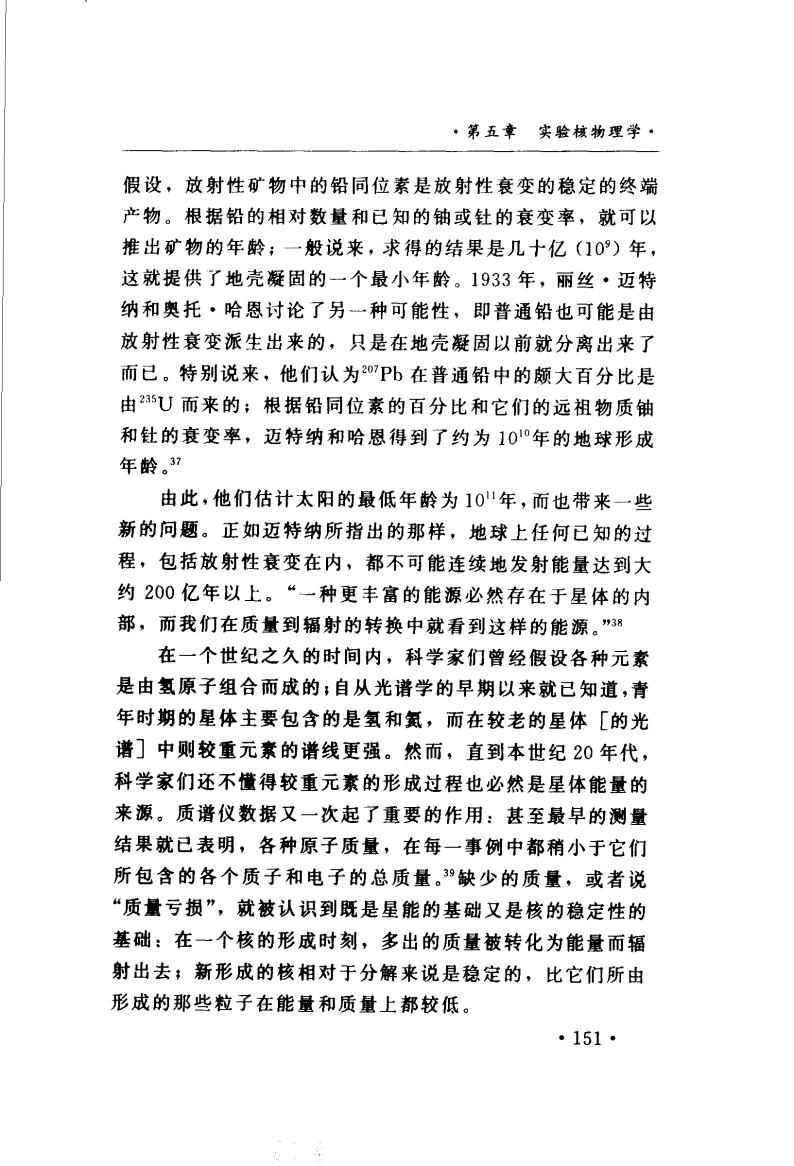 ·第五章 实验核物理学·
假设，放射性矿物中的铅同位素是放射性衰变的稳定的终端
产物。根据铅的相对数量和已知的铀或钍的衰变率，就可以
推出矿物的年龄；一般说来，求得的结果是几十亿（10⁹）年，
这就提供了地壳凝固的一个最小年龄。1933 年，丽丝·迈特
纳和奥托·哈恩讨论了另一种可能性，即普通铅也可能是由
放射性衰变派生出来的，只是在地壳凝固以前就分离出来了
而已。特别说来，他们认为²⁰⁷Pb 在普通铅中的颇大百分比是
由²³⁵U 而来的；根据铅同位素的百分比和它们的远祖物质铀
和钍的衰变率，迈特纳和哈恩得到了约为 10¹⁰年的地球形成
年龄。³⁷
由此，他们估计太阳的最低年龄为 10¹¹年，而也带来一些
新的问题。正如迈特纳所指出的那样，地球上任何已知的过
程，包括放射性衰变在内，都不可能连续地发射能量达到大
约 200 亿年以上。“一种更丰富的能源必然存在于星体的内
部，而我们在质量到辐射的转换中就看到这样的能源。”³⁸
在一个世纪之久的时间内，科学家们曾经假设各种元素
是由氢原子组合而成的；自从光谱学的早期以来就已知道，青
年时期的星体主要包含的是氢和氦，而在较老的星体［的光
谱］中则较重元素的谱线更强。然而，直到本世纪 20 年代，
科学家们还不懂得较重元素的形成过程也必然是星体能量的
来源。质谱仪数据又一次起了重要的作用：甚至最早的测量
结果就已表明，各种原子质量，在每一事例中都稍小于它们
所包含的各个质子和电子的总质量。³⁹缺少的质量，或者说
“质量亏损”，就被认识到既是星能的基础又是核的稳定性的
基础：在一个核的形成时刻，多出的质量被转化为能量而辐
射出去；新形成的核相对于分解来说是稳定的，比它们所由
形成的那些粒子在能量和质量上都较低。
·151·